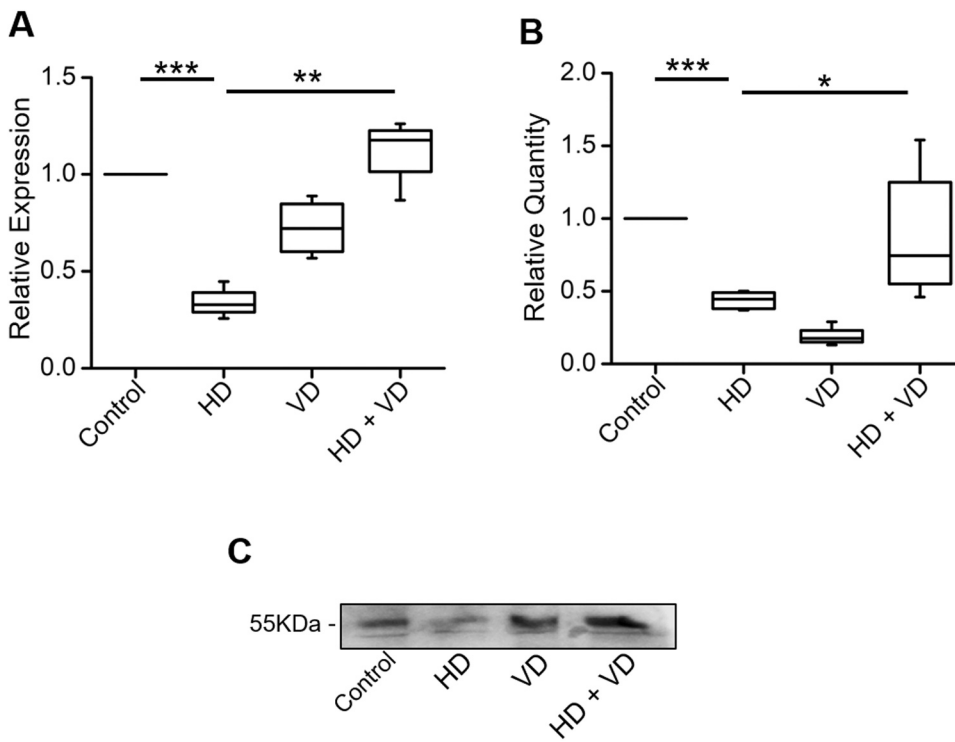 A
***
**
1.5
1.0
0.5
0.0
Relative Expression
Control
HD
VD
HD + VD
B
***
*
2.0
1.5
1.0
0.5
0.0
Relative Quantity
Control
HD
VD
HD + VD
C
55KDa -
Control
HD
VD
HD + VD